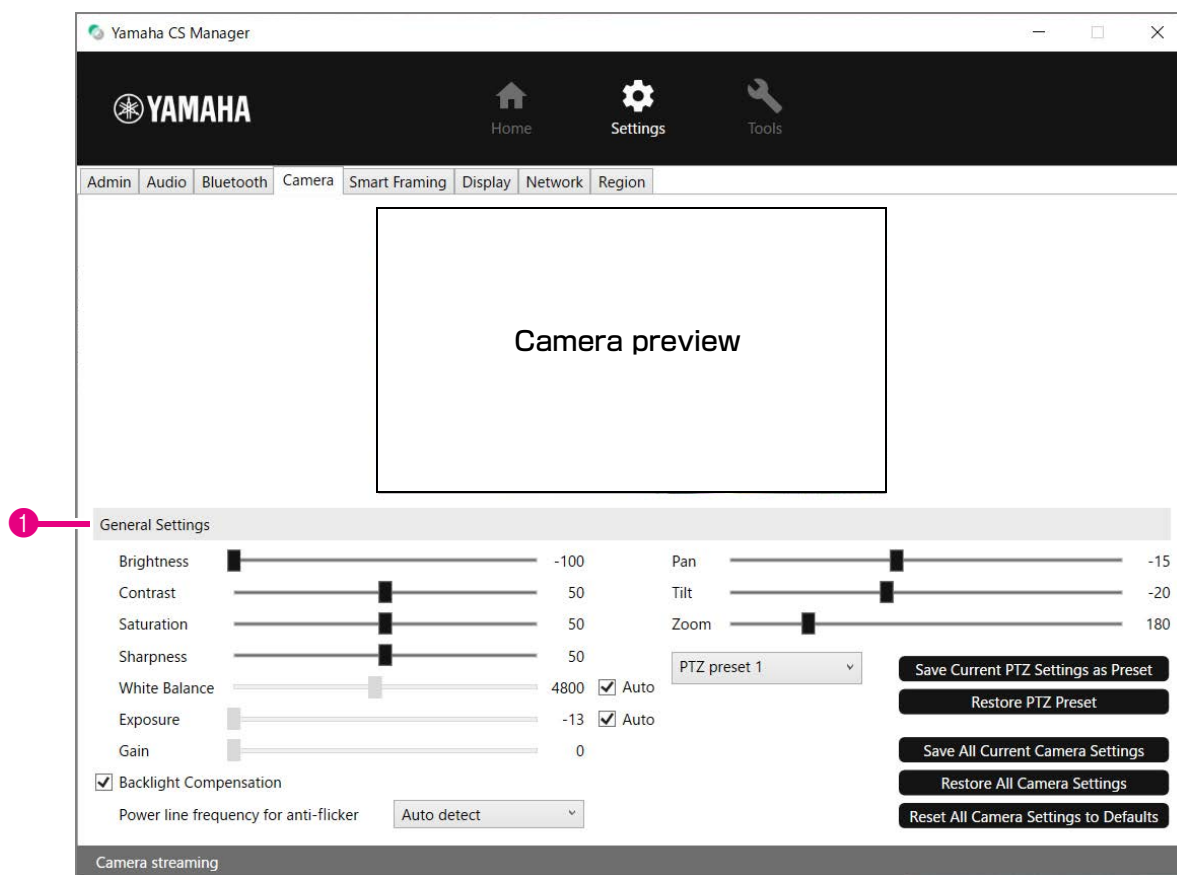 Yamaha CS Manager
YAMAHA
Home Settings Tools
Admin Audio Bluetooth Camera Smart Framing Display Network Region
Camera preview
1
General Settings
Brightness -100
Contrast 50
Saturation 50
Sharpness 50
White Balance 4800 Auto
Exposure -13 Auto
Gain 0
Backlight Compensation
Power line frequency for anti-flicker Auto detect
Pan -15
Tilt -20
Zoom 180
PTZ preset 1
Save Current PTZ Settings as Preset
Restore PTZ Preset
Save All Current Camera Settings
Restore All Camera Settings
Reset All Camera Settings to Defaults
Camera streaming